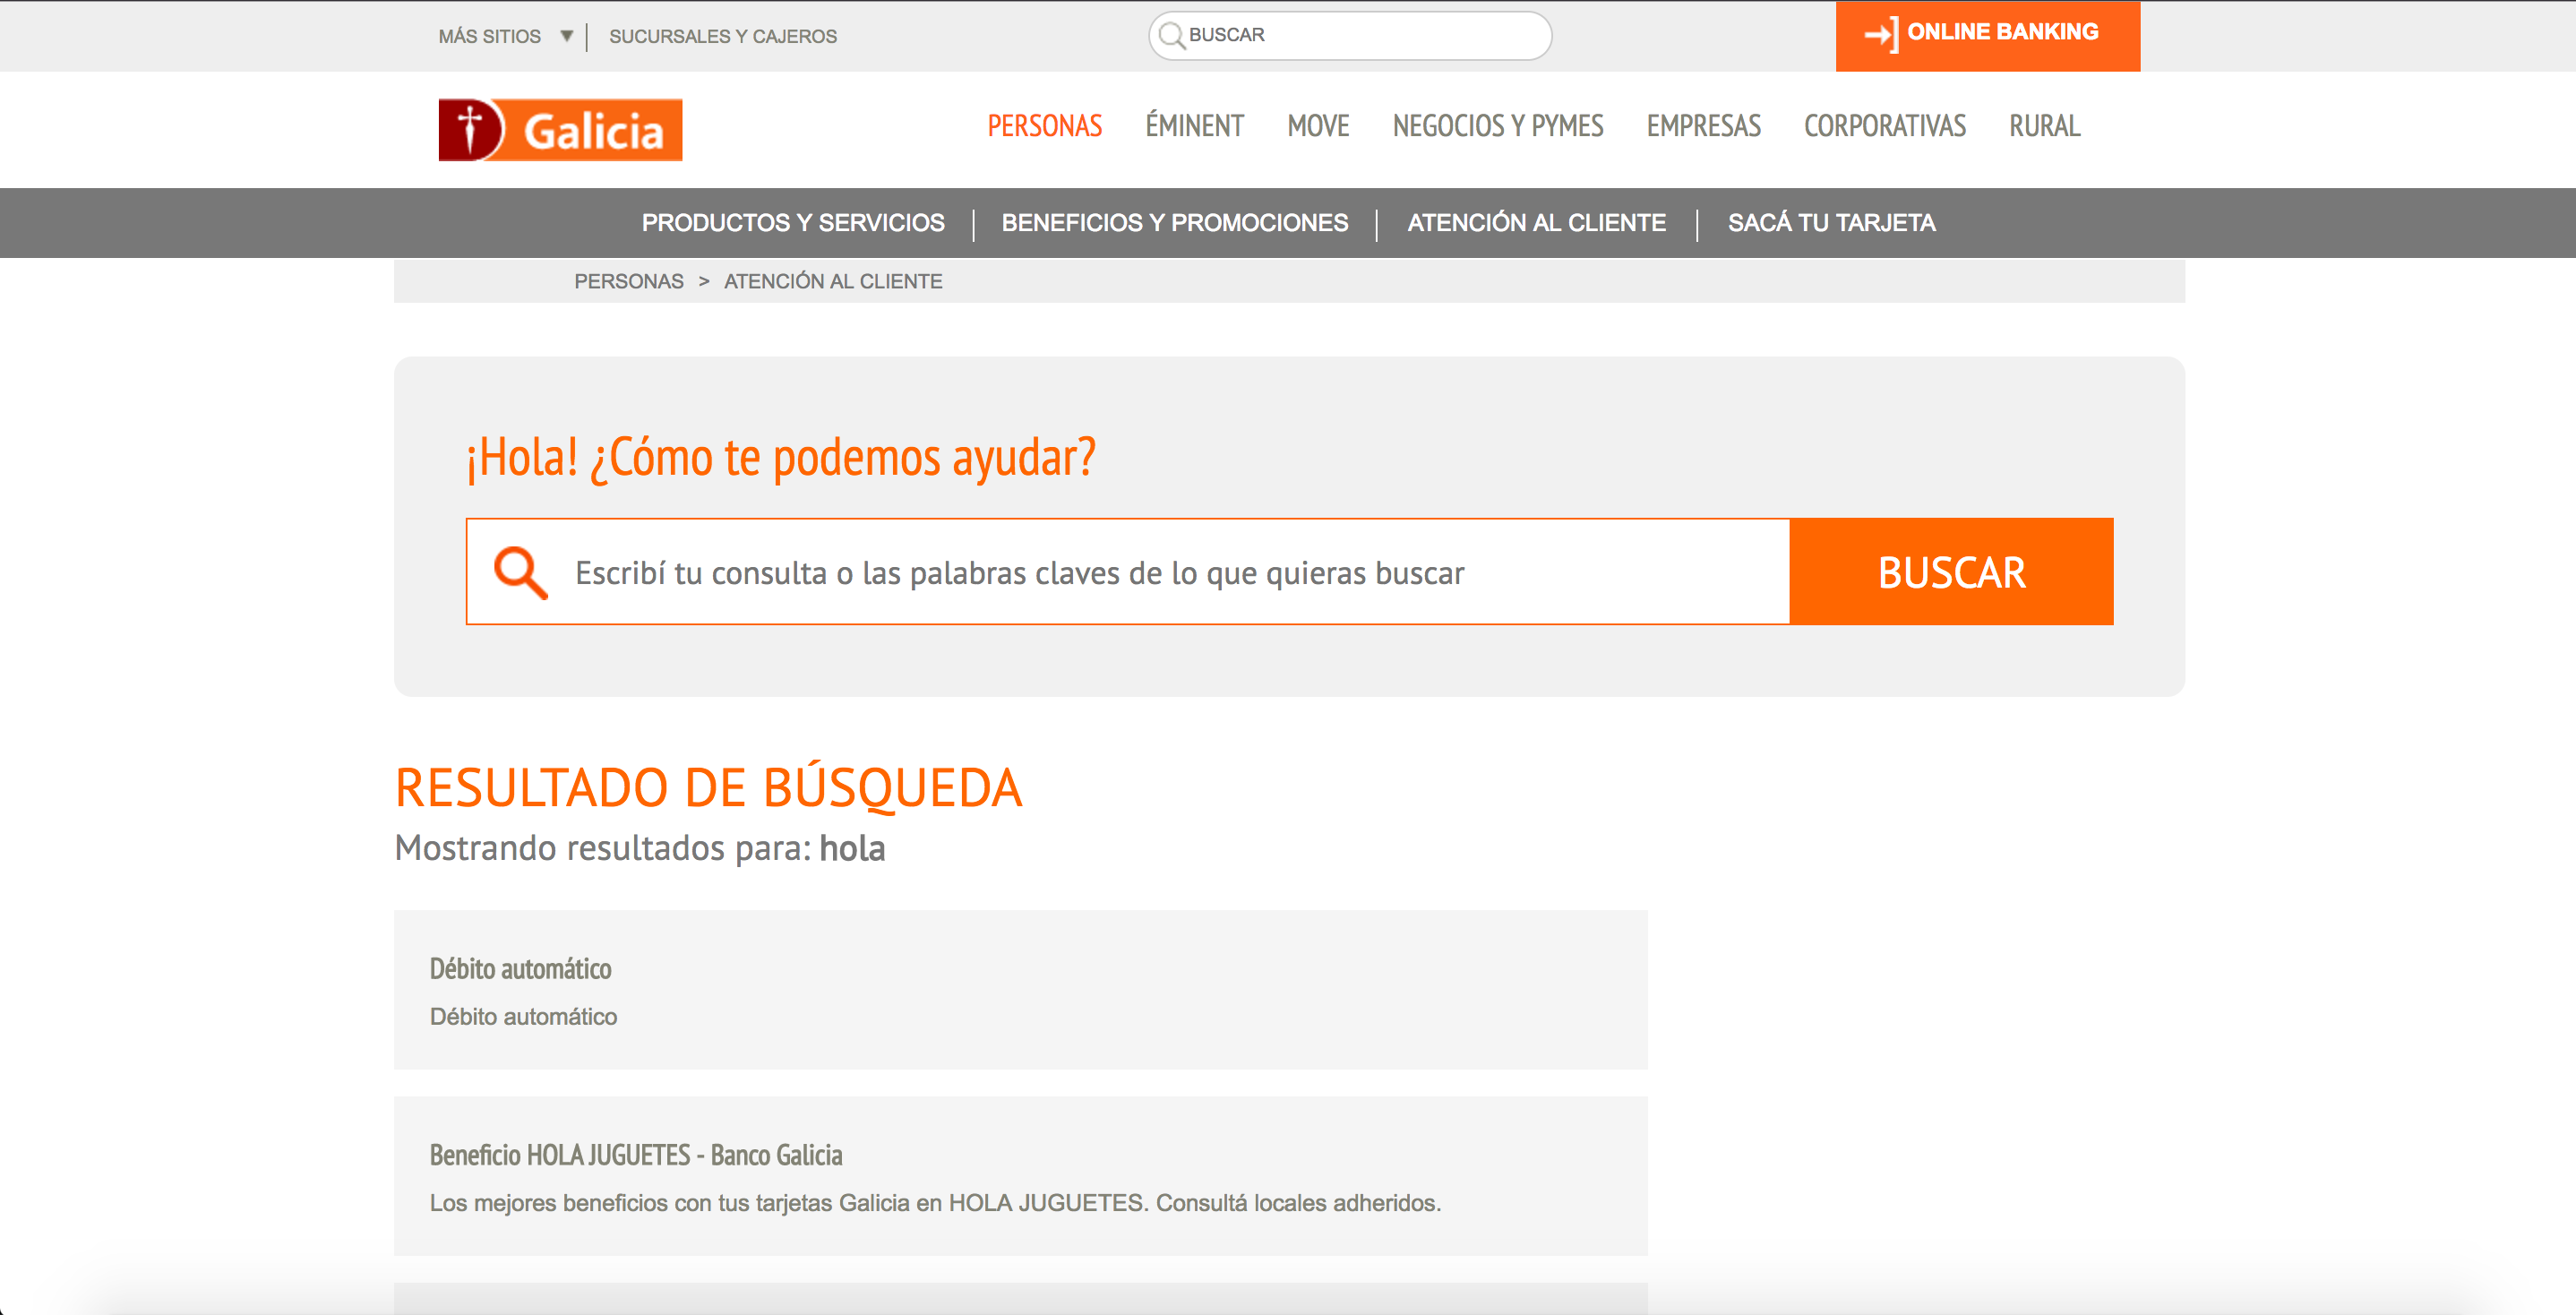 MÁS SITIOS ▼ | SUCURSALES Y CAJEROS
BUSCAR
ONLINE BANKING
Galicia
PERSONAS ÉMINENT MOVE NEGOCIOS Y PYMES EMPRESAS CORPORATIVAS RURAL
PRODUCTOS Y SERVICIOS | BENEFICIOS Y PROMOCIONES | ATENCIÓN AL CLIENTE | SACÁ TU TARJETA
PERSONAS > ATENCIÓN AL CLIENTE
¡Hola! ¿Cómo te podemos ayudar?
Escribí tu consulta o las palabras claves de lo que quieras buscar
BUSCAR
RESULTADO DE BÚSQUEDA
Mostrando resultados para: hola
Débito automático
Débito automático
Beneficio HOLA JUGUETES - Banco Galicia
Los mejores beneficios con tus tarjetas Galicia en HOLA JUGUETES. Consultá locales adheridos.